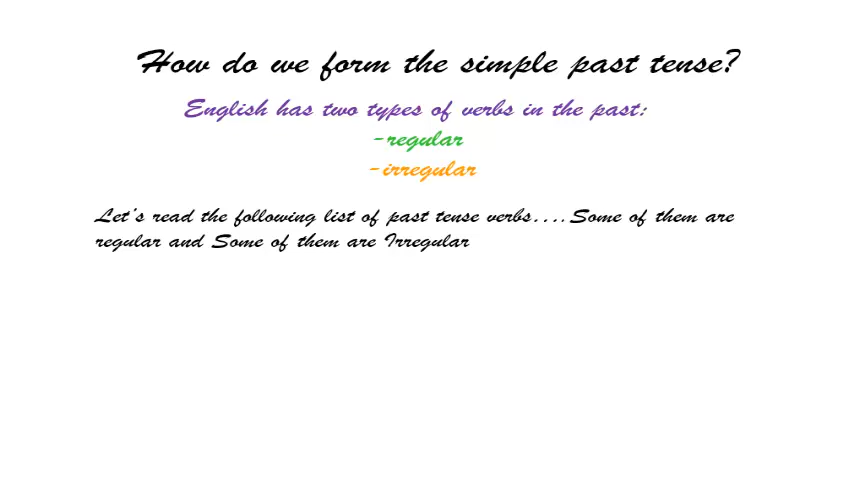 How do we form the simple past tense?
English has two types of verbs in the past:
-regular
-irregular
Let's read the following list of past tense verbs....Some of them are
regular and Some of them are Irregular